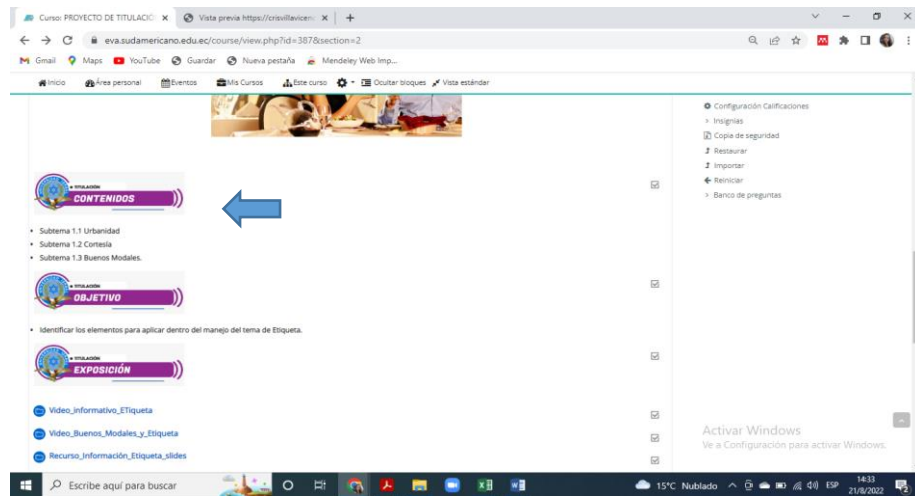 Curso: PROYECTO DE TITULACIÓ
Vista previa https://crisvillavicen
eva.sudamericano.edu.ec/course/view.php?id=387&section=2
Gmail Maps YouTube Guardar Nueva pestaña Mendeley Web Imp...
Inicio Área personal Eventos Mis Cursos Este curso Ocultar bloques Vista estándar
Configuración Calificaciones
Insignias
Copia de seguridad
Restaurar
Importar
Reiniciar
Banco de preguntas
TITULACIÓN
CONTENIDOS
Subtema 1.1 Urbanidad
Subtema 1.2 Cortesía
Subtema 1.3 Buenos Modales.
TITULACIÓN
OBJETIVO
Identificar los elementos para aplicar dentro del manejo del tema de Etiqueta.
TITULACIÓN
EXPOSICIÓN
Video_informativo_ETiqueta
Video_Buenos_Modales_y_Etiqueta
Recurso_Información_Etiqueta_slides
Activar Windows
Ve a Configuración para activar Windows.
Escribe aquí para buscar
15°C Nublado
ESP
14:33
21/8/2022